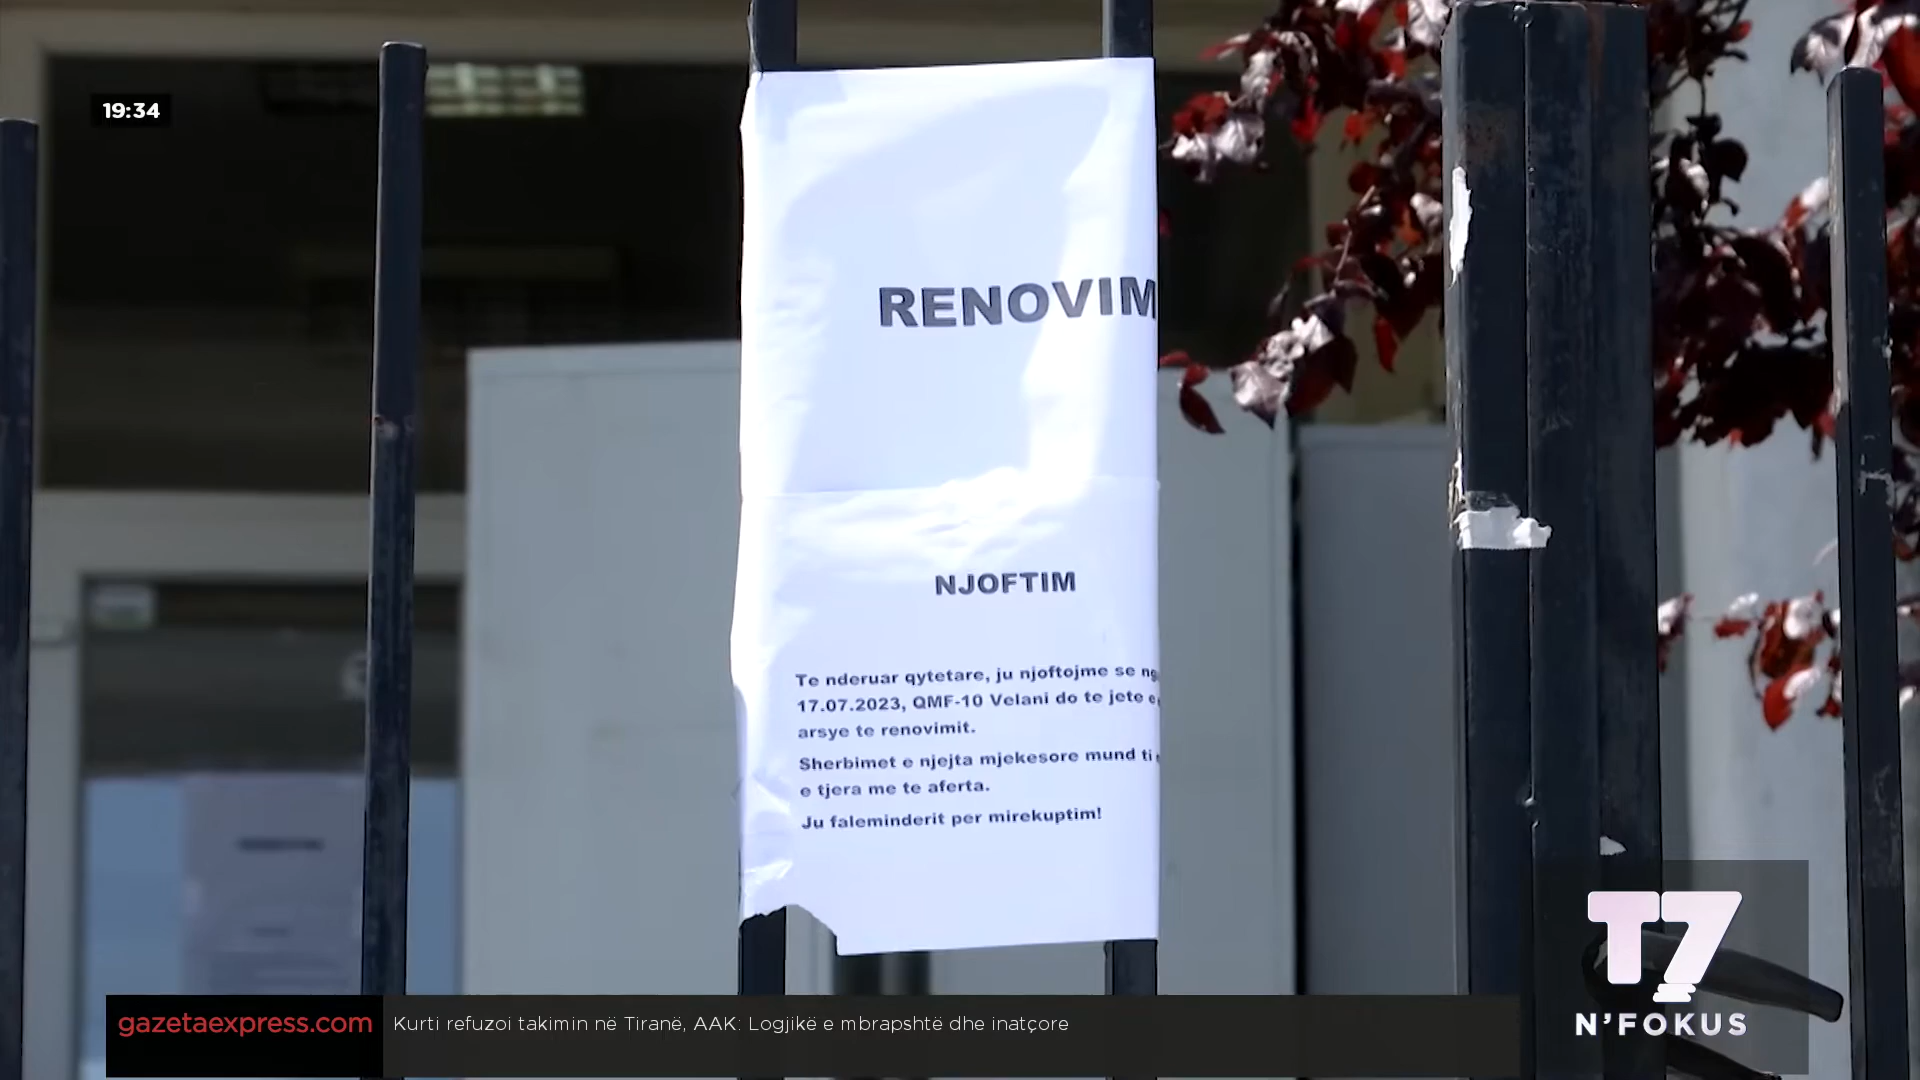 19:34
RENOVIM
NJOFTIM
Te nderuar qytetare, ju njoftojme se
17.07.2023, QMF-10 Velani do te jete
arsye te renovimit.
Sherbimet e njejta mjekesore mund ti
e tjera me te aferta.
Ju faleminderit per mirekuptim!
T7
N'FOKUS
gazetaexpress.com
Kurti refuzoi takimin në Tiranë, AAK: Logjikë e mbrapshtë dhe inatçore